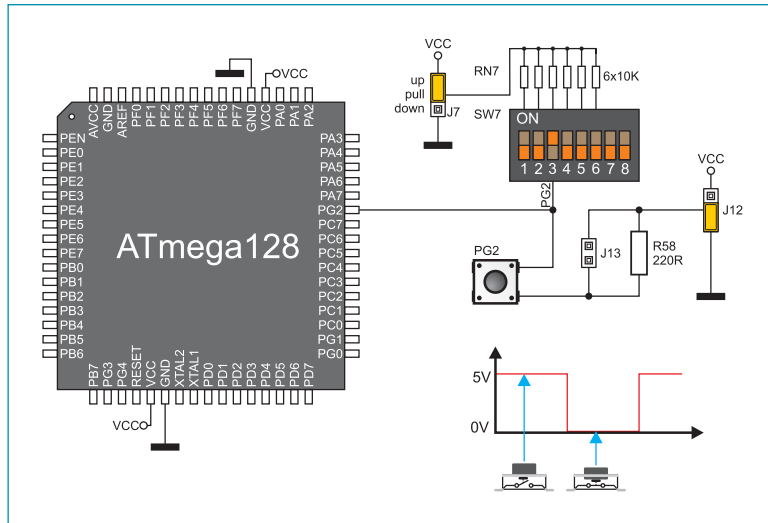 VCC
RN7
6x10K
up
pull
down
J7
SW7
ON
1 2 3 4 5 6 7 8
PG2
VCC
J12
PG2
J13
R58
220R
VCC
AVCC
GND
AREF
PF0
PF1
PF2
PF3
PF4
PF5
PF6
PF7
GND
VCC
PA0
PA1
PA2
PEN
PE0
PE1
PE2
PE3
PE4
PE5
PE6
PE7
PB0
PB1
PB2
PB3
PB4
PB5
PB6
ATmega128
PA3
PA4
PA5
PA6
PA7
PG2
PC7
PC6
PC5
PC4
PC3
PC2
PC1
PC0
PG1
PG0
PB7
PG3
PG4
RESET
VCC
GND
XTAL2
XTAL1
PD0
PD1
PD2
PD3
PD4
PD5
PD6
PD7
VCC
5V
0V